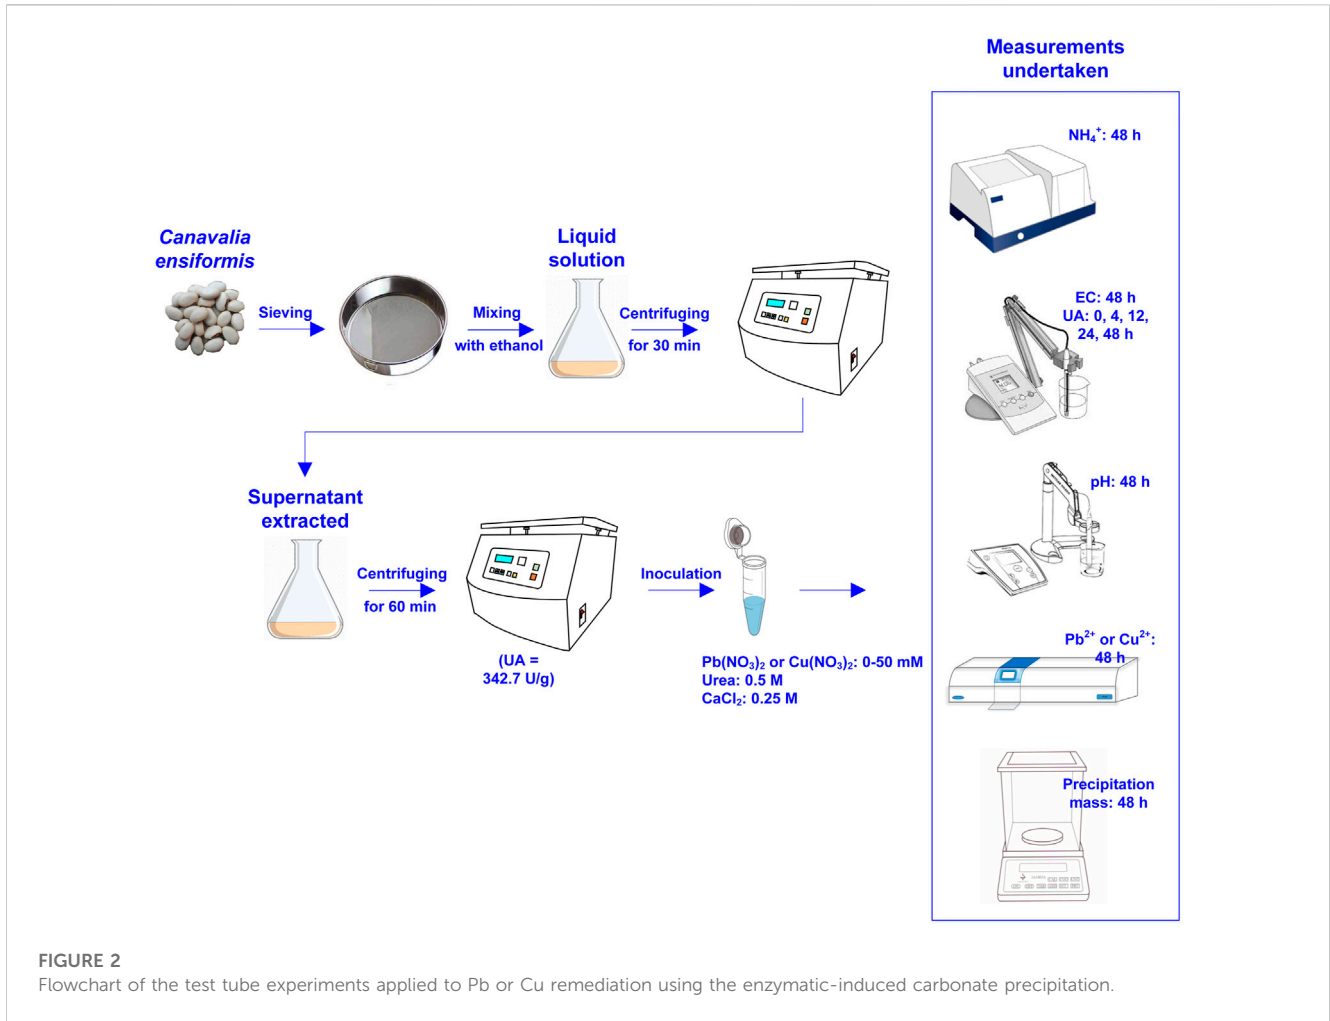 Measurements
undertaken
NH₄⁺: 48 h
Canavalia
ensiformis
Liquid
solution
Sieving
Mixing
with ethanol
Centrifuging
for 30 min
EC: 48 h
UA: 0, 4, 12,
24, 48 h
Supernatant
extracted
pH: 48 h
Centrifuging
for 60 min
Inoculation
(UA =
342.7 U/g)
Pb(NO₃)₂ or Cu(NO₃)₂: 0-50 mM
Urea: 0.5 M
CaCl₂: 0.25 M
Pb²⁺ or Cu²⁺:
48 h
Precipitation
mass: 48 h
FIGURE 2
Flowchart of the test tube experiments applied to Pb or Cu remediation using the enzymatic-induced carbonate precipitation.